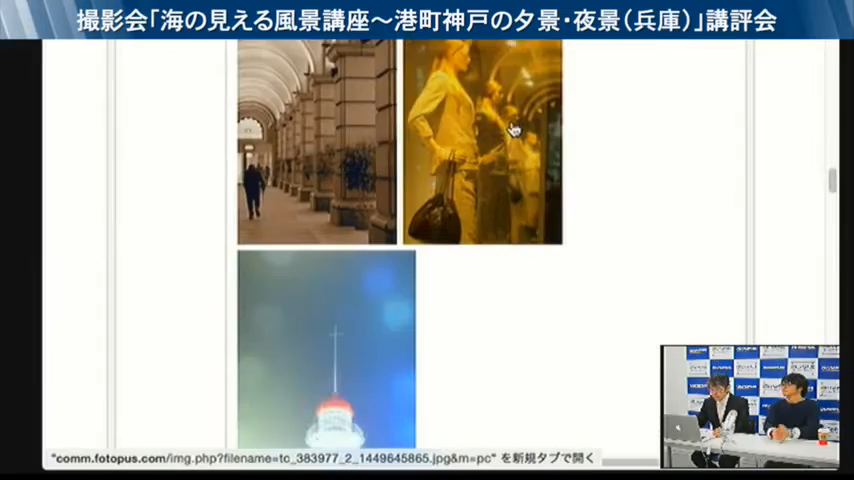 撮影会「海の見える風景講座～港町神戸の夕景・夜景（兵庫）」講評会
"comm.fotopus.com/img.php?filename=tc_383977_2_1449645865.jpg&m=pc" を新規タブで開く